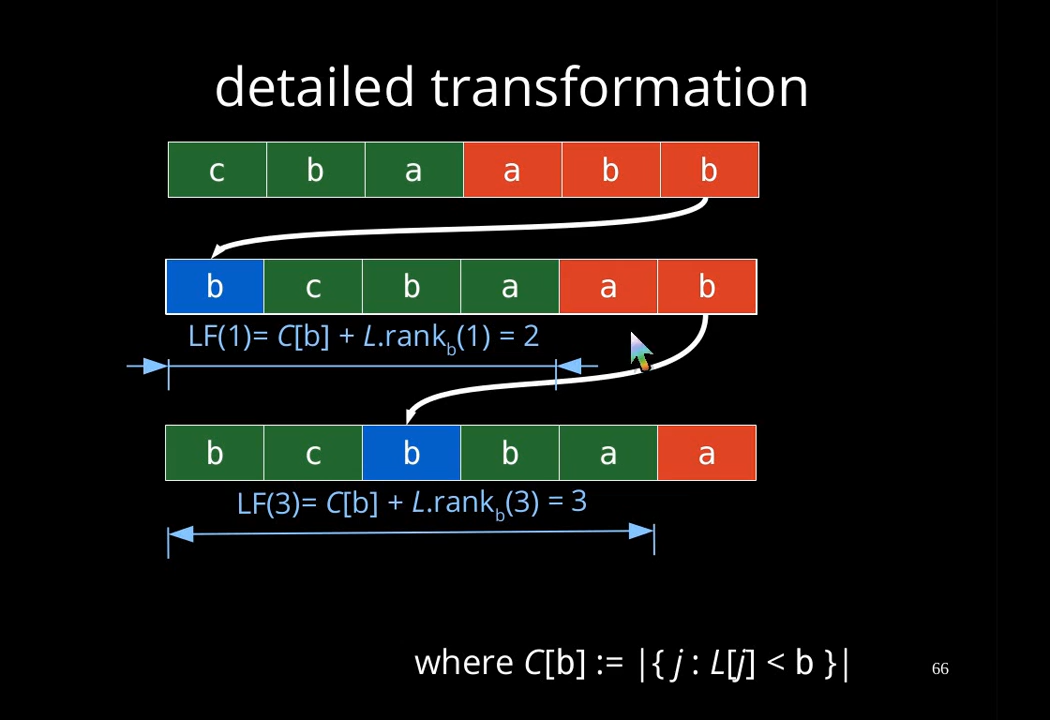 detailed transformation
c b a a b b
b c b a a b
LF(1)= C[b] + L.rank_b(1) = 2
b c b b a a
LF(3)= C[b] + L.rank_b(3) = 3
where C[b] := |{ j : L[j] < b }|
66